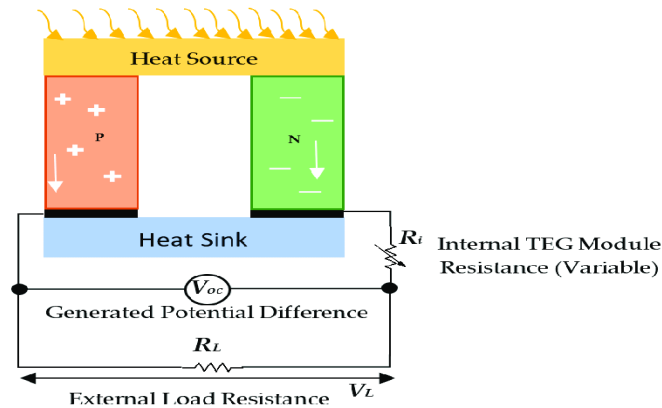 Heat Source
P
N
Heat Sink
Ri
Internal TEG Module
Resistance (Variable)
Voc
Generated Potential Difference
RL
VL
External Load Resistance